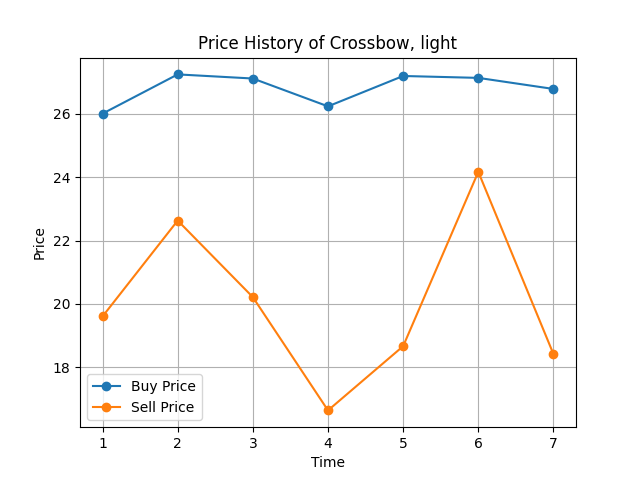 Price History of Crossbow, light
Price
26
24
22
20
18
Buy Price
Sell Price
1 2 3 4 5 6 7
Time